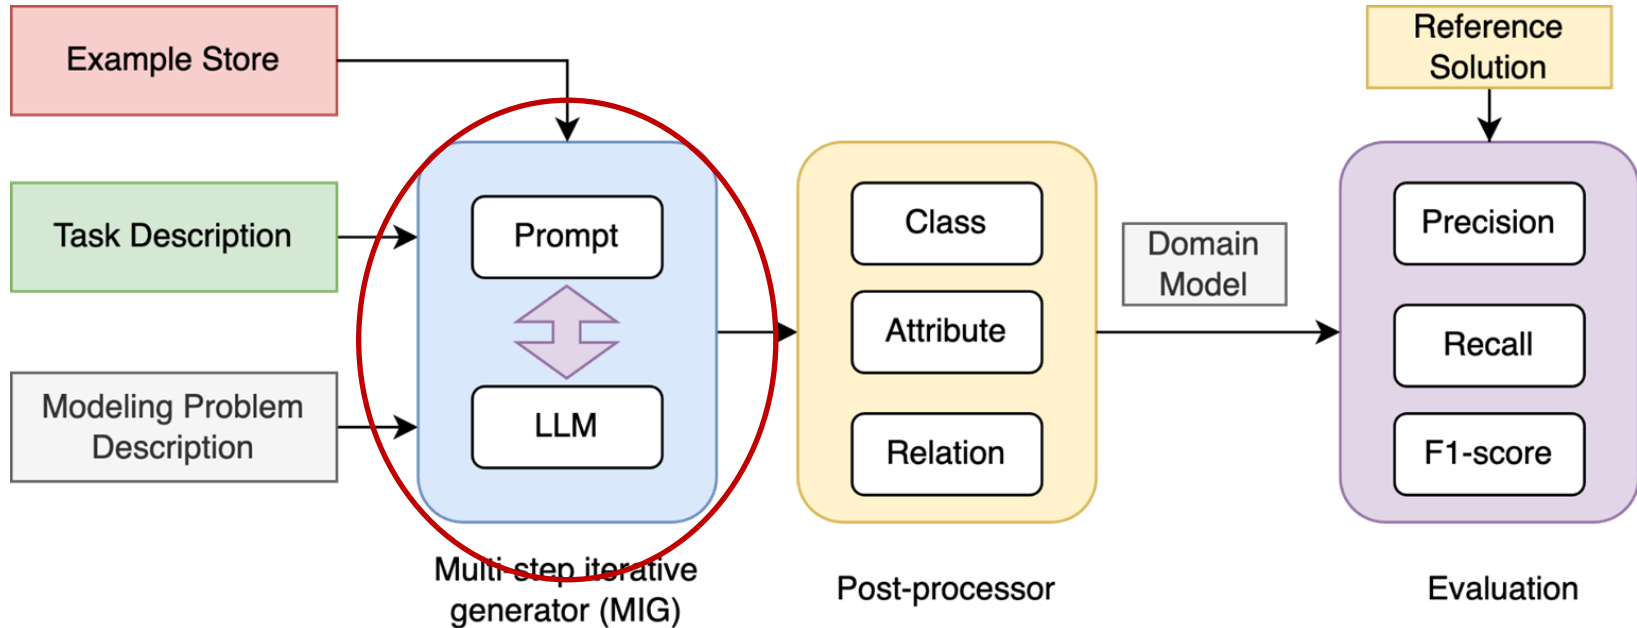 Example Store
Task Description
Modeling Problem
Description
Prompt
LLM
Multi-step iterative
generator (MIG)
Class
Attribute
Relation
Post-processor
Domain
Model
Reference
Solution
Precision
Recall
F1-score
Evaluation